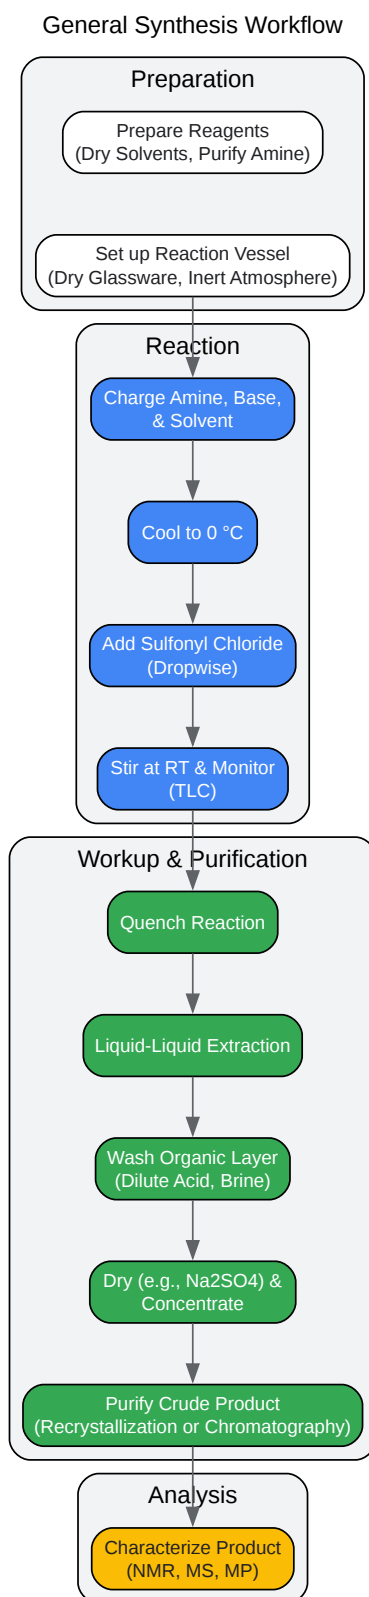 General Synthesis Workflow
Preparation
Prepare Reagents
(Dry Solvents, Purify Amine)
Set up Reaction Vessel
(Dry Glassware, Inert Atmosphere)
Reaction
Charge Amine, Base,
& Solvent
Cool to 0 °C
Add Sulfonyl Chloride
(Dropwise)
Stir at RT & Monitor
(TLC)
Workup & Purification
Quench Reaction
Liquid-Liquid Extraction
Wash Organic Layer
(Dilute Acid, Brine)
Dry (e.g., Na2SO4) &
Concentrate
Purify Crude Product
(Recrystallization or Chromatography)
Analysis
Characterize Product
(NMR, MS, MP)